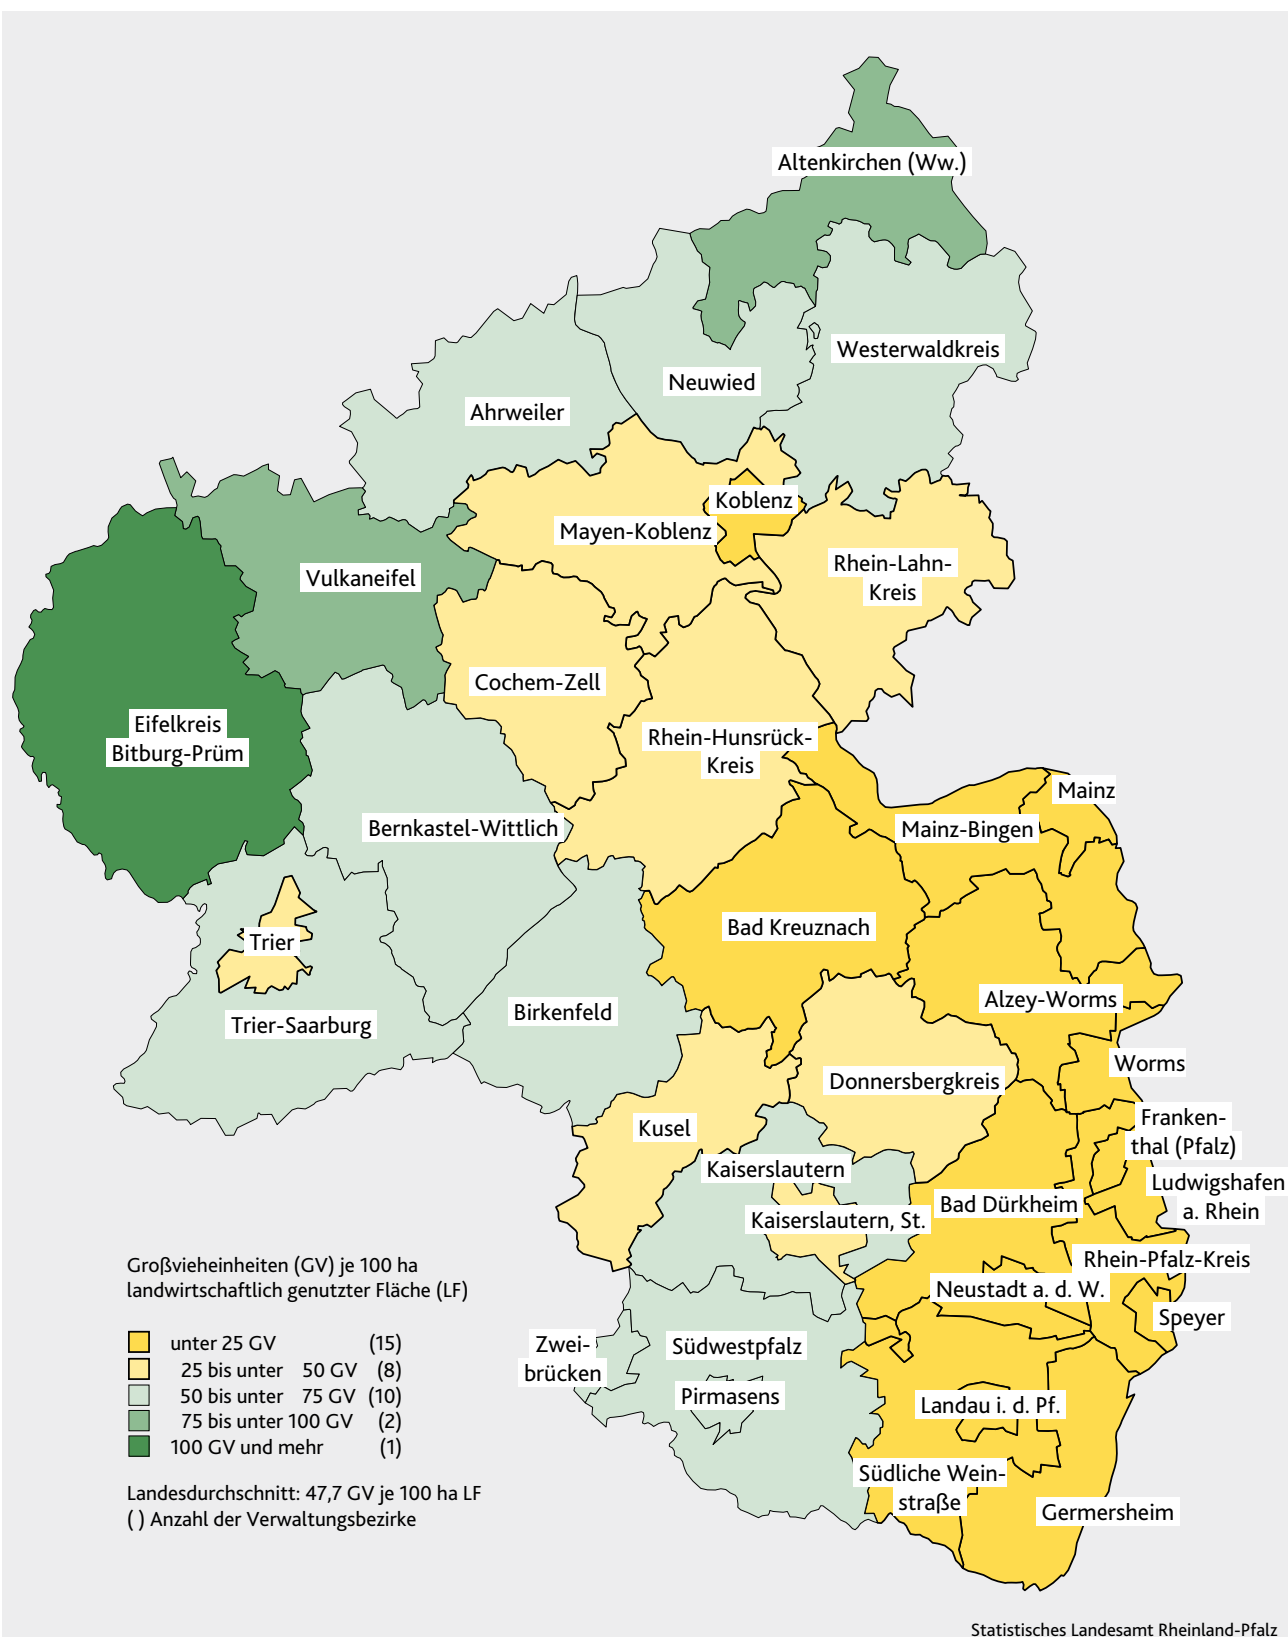 Altenkirchen (Ww.)
Westerwaldkreis
Neuwied
Ahrweiler
Koblenz
Mayen-Koblenz
Rhein-Lahn-
Kreis
Vulkaneifel
Cochem-Zell
Eifelkreis
Bitburg-Prüm
Rhein-Hunsrück-
Kreis
Mainz
Bernkastel-Wittlich
Mainz-Bingen
Bad Kreuznach
Trier
Alzey-Worms
Birkenfeld
Trier-Saarburg
Worms
Donnersbergkreis
Franken-
thal (Pfalz)
Kusel
Kaiserslautern
Ludwigshafen
a. Rhein
Bad Dürkheim
Kaiserslautern, St.
Rhein-Pfalz-Kreis
Neustadt a. d. W.
Speyer
Zwei-
brücken
Südwestpfalz
Pirmasens
Landau i. d. Pf.
Südliche Wein-
straße
Germersheim
Großvieheinheiten (GV) je 100 ha
landwirtschaftlich genutzter Fläche (LF)
unter 25 GV (15)
25 bis unter 50 GV (8)
50 bis unter 75 GV (10)
75 bis unter 100 GV (2)
100 GV und mehr (1)
Landesdurchschnitt: 47,7 GV je 100 ha LF
( ) Anzahl der Verwaltungsbezirke
Statistisches Landesamt Rheinland-Pfalz